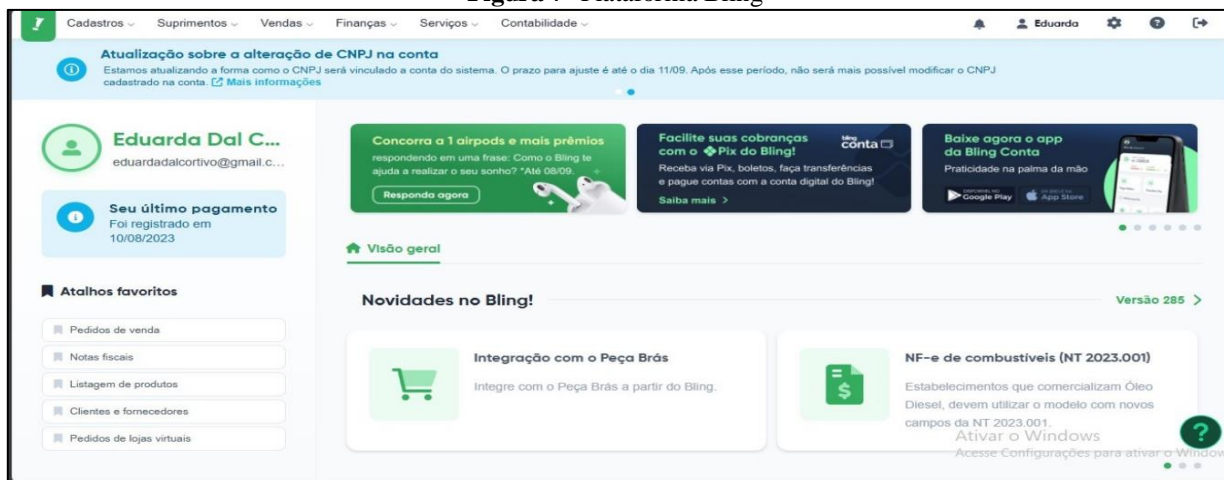 Figura 7- Plataforma Bling
Cadastros Suprimentos Vendas Finanças Serviços Contabilidade Eduarda
Atualização sobre a alteração de CNPJ na conta
Estamos atualizando a forma como o CNPJ será vinculado a conta do sistema. O prazo para ajuste é até o dia 11/09. Após esse período, não será mais possível modificar o CNPJ
cadastrado na conta. Mais informações
Eduarda Dal C...
eduardadalcortivo@gmail.c...
Seu último pagamento
Foi registrado em
10/08/2023
Atalhos favoritos
Pedidos de venda
Notas fiscais
Listagem de produtos
Clientes e fornecedores
Pedidos de lojas virtuais
Concorra a 1 airpods e mais prêmios
respondendo em uma frase: Como o Bling te
ajuda a realizar o seu sonho? *Até 08/09.
Responda agora
Facilite suas cobranças
com o Pix do Bling!
bling
conta
Receba via Pix, boletos, faça transferências
e pague contas com a conta digital do Bling!
Saiba mais >
Baixe agora o app
da Bling Conta
Praticidade na palma da mão
Google Play
App Store
Visão geral
Novidades no Bling!
Versão 285 >
Integração com o Peça Brás
Integre com o Peça Brás a partir do Bling.
NF-e de combustíveis (NT 2023.001)
Estabelecimentos que comercializam Óleo
Diesel, devem utilizar o modelo com novos
campos da NT 2023.001.
Ativar o Windows
Acesse Configurações para ativar o Window